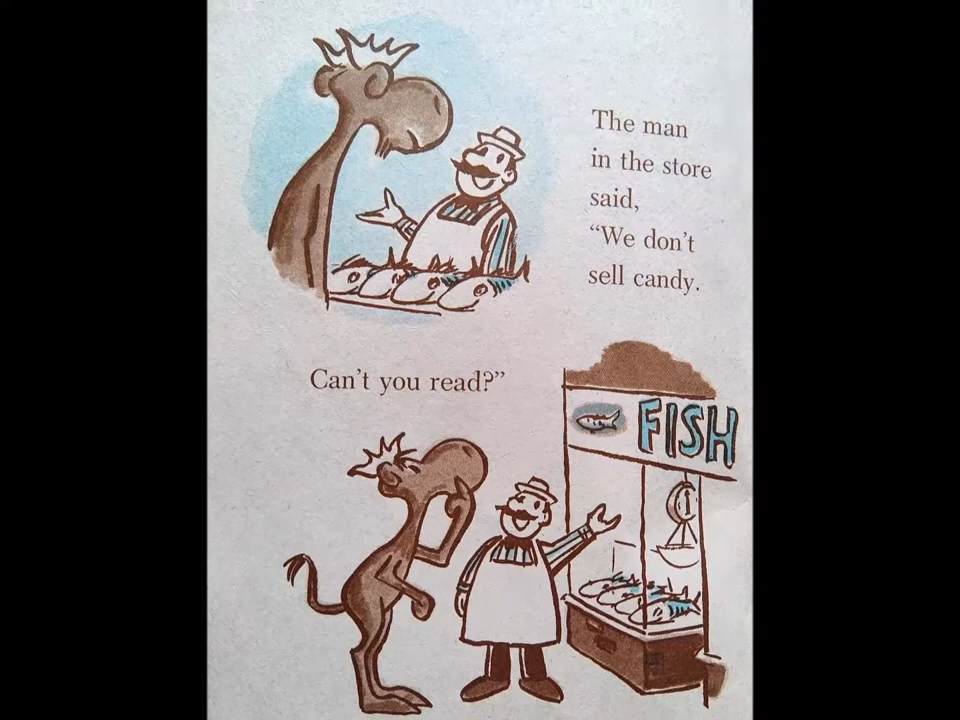 The man
in the store
said,
“We don’t
sell candy.
Can’t you read?”
FISH